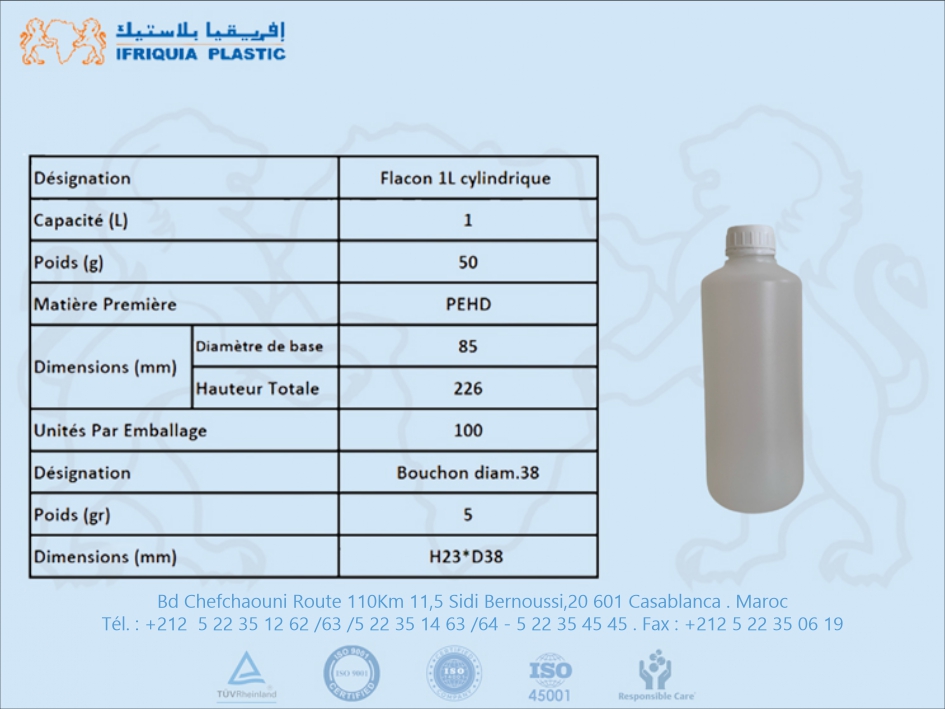 إفريقيا بلاستيك
IFRIQUIA PLASTIC
Désignation Flacon 1L cylindrique
Capacité (L) 1
Poids (g) 50
Matière Première PEHD
Dimensions (mm) Diamètre de base 85
Hauteur Totale 226
Unités Par Emballage 100
Désignation Bouchon diam.38
Poids (gr) 5
Dimensions (mm) H23*D38
Bd Chefchaouni Route 110Km 11,5 Sidi Bernoussi,20 601 Casablanca . Maroc
Tél. : +212 5 22 35 12 62 /63 /5 22 35 14 63 /64 - 5 22 35 45 45 . Fax : +212 5 22 35 06 19
TÜVRheinland
ISO 9001
ISO 9001
CERTIFIED
CERTIFIED
ISO
COMPANY
ISO
45001
Responsible Care